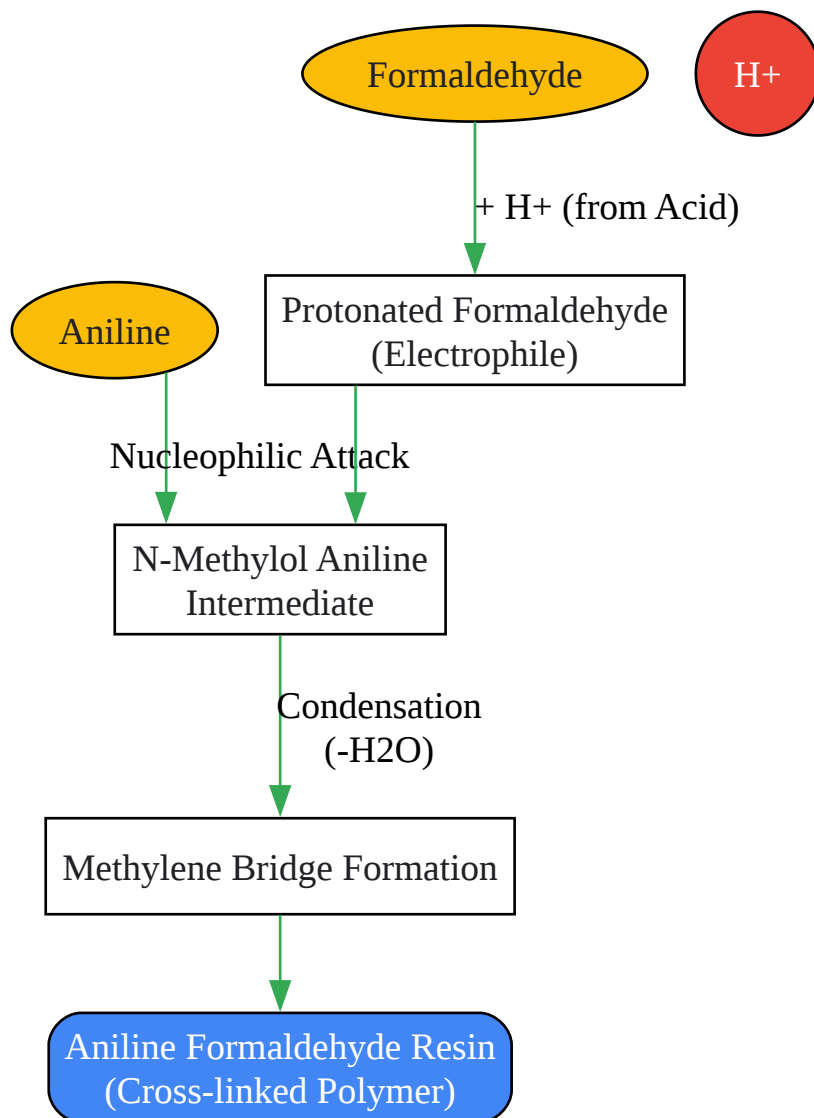 Formaldehyde
H+
+ H+ (from Acid)
Protonated Formaldehyde
(Electrophile)
Aniline
Nucleophilic Attack
N-Methylol Aniline
Intermediate
Condensation
(-H2O)
Methylene Bridge Formation
Aniline Formaldehyde Resin
(Cross-linked Polymer)